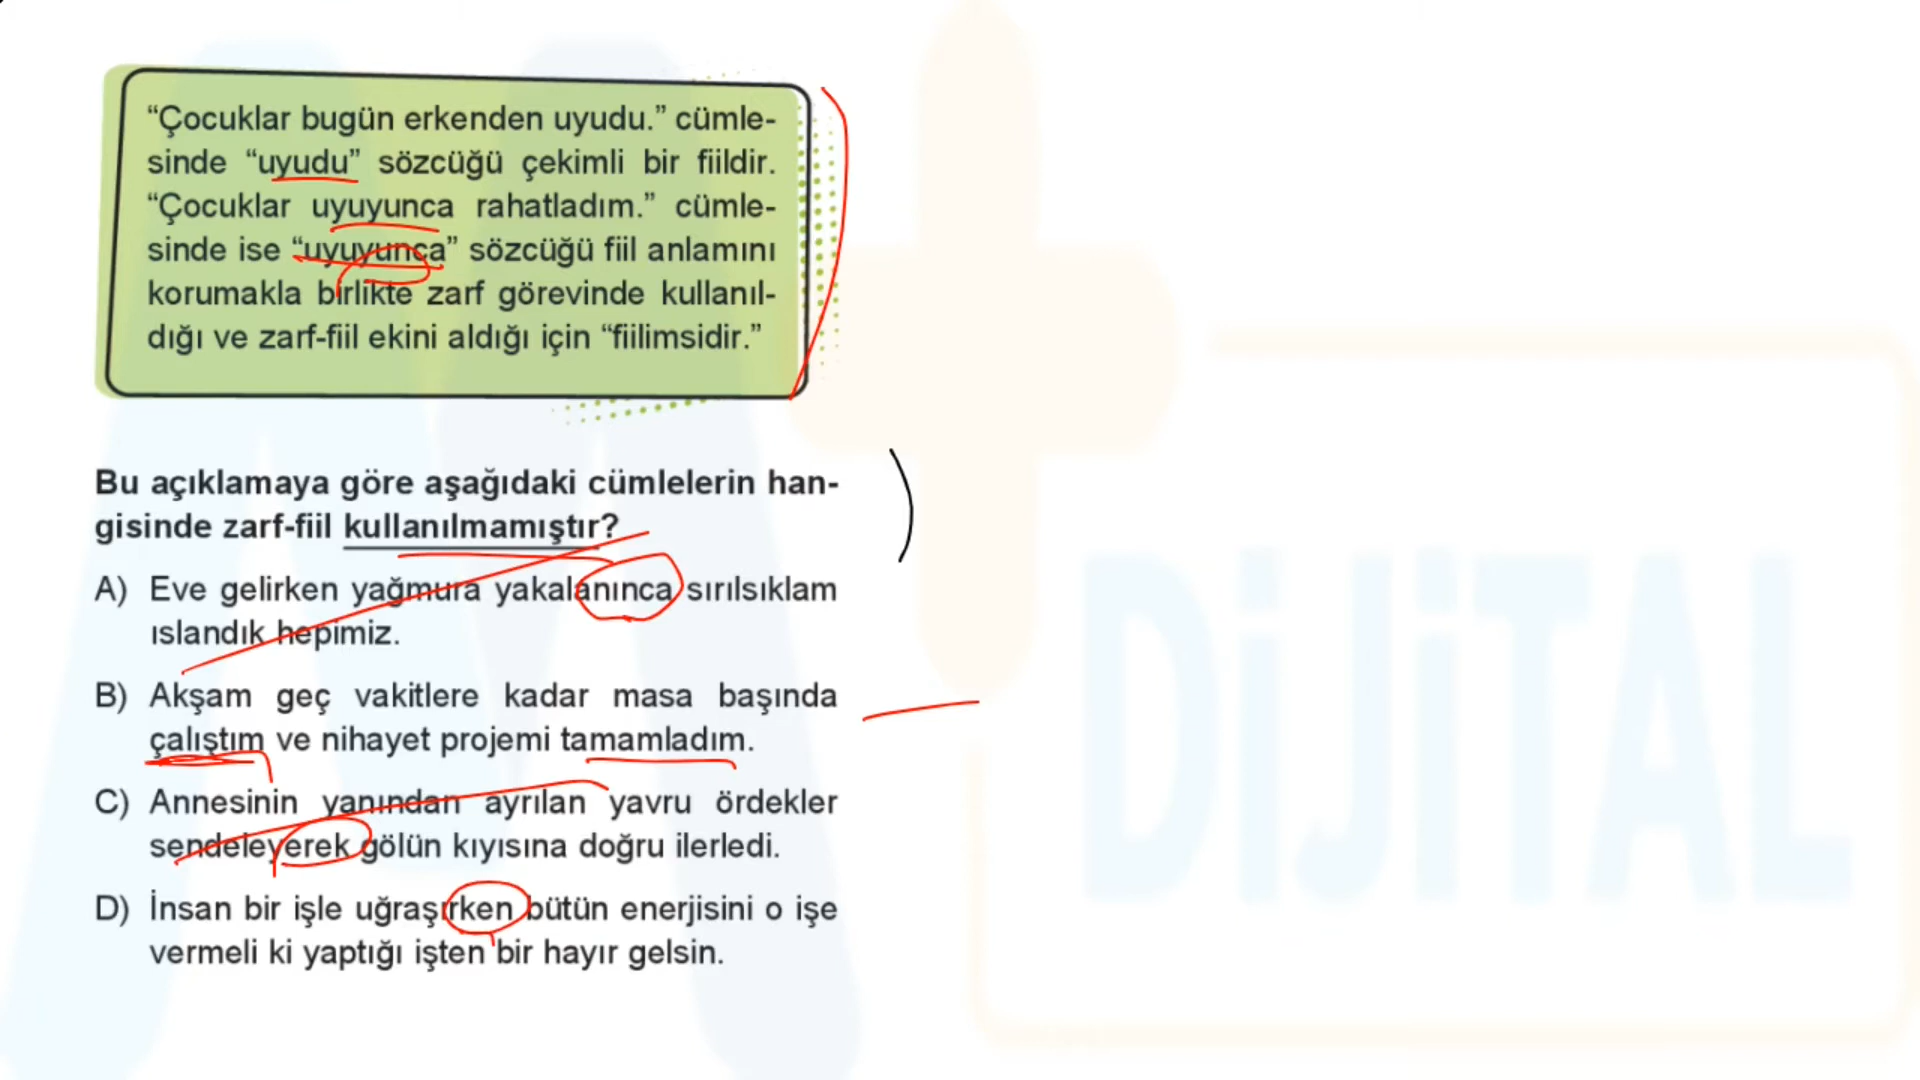 “Çocuklar bugün erkenden uyudu.” cümle-
sinde “uyudu” sözcüğü çekimli bir fiildir.
“Çocuklar uyuyunca rahatladım.” cümle-
sinde ise “uyuyunca” sözcüğü fiil anlamını
korumakla birlikte zarf görevinde kullanıl-
dığı ve zarf-fiil ekini aldığı için “fiilimsidir.”
Bu açıklamaya göre aşağıdaki cümlelerin han-
gisinde zarf-fiil kullanılmamıştır?
A) Eve gelirken yağmura yakalanınca sırılsıklam
ıslandık hepimiz.
B) Akşam geç vakitlere kadar masa başında
çalıştım ve nihayet projemi tamamladım.
C) Annesinin yanından ayrılan yavru ördekler
sendeleyerek gölün kıyısına doğru ilerledi.
D) İnsan bir işle uğraşırken bütün enerjisini o işe
vermeli ki yaptığı işten bir hayır gelsin.
DiJiTAL